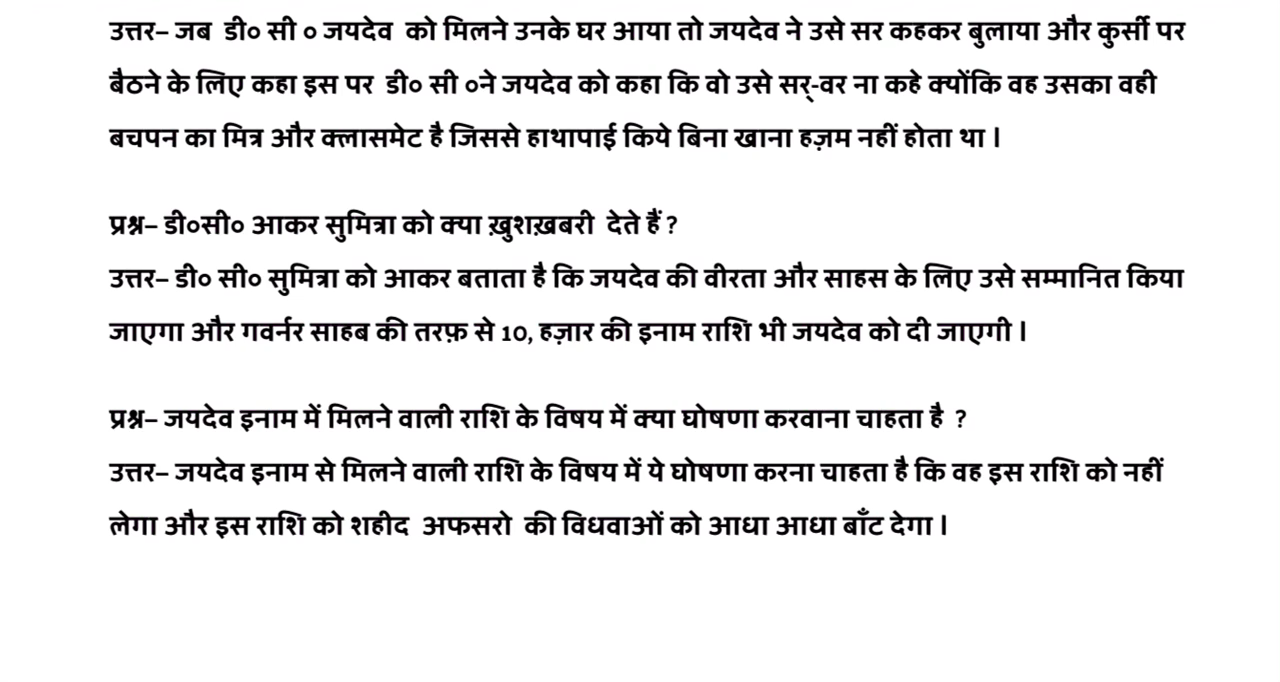 उत्तर– जब डी० सी ० जयदेव को मिलने उनके घर आया तो जयदेव ने उसे सर कहकर बुलाया और कुर्सी पर
बैठने के लिए कहा इस पर डी० सी ०ने जयदेव को कहा कि वो उसे सर्-वर ना कहे क्योंकि वह उसका वही
बचपन का मित्र और क्लासमेट है जिससे हाथापाई किये बिना खाना हज़म नहीं होता था ।
प्रश्न– डी०सी० आकर सुमित्रा को क्या ख़ुशख़बरी देते हैं ?
उत्तर– डी० सी० सुमित्रा को आकर बताता है कि जयदेव की वीरता और साहस के लिए उसे सम्मानित किया
जाएगा और गवर्नर साहब की तरफ़ से 10, हज़ार की इनाम राशि भी जयदेव को दी जाएगी ।
प्रश्न– जयदेव इनाम में मिलने वाली राशि के विषय में क्या घोषणा करवाना चाहता है ?
उत्तर– जयदेव इनाम से मिलने वाली राशि के विषय में ये घोषणा करना चाहता है कि वह इस राशि को नहीं
लेगा और इस राशि को शहीद अफसरो की विधवाओं को आधा आधा बाँट देगा ।